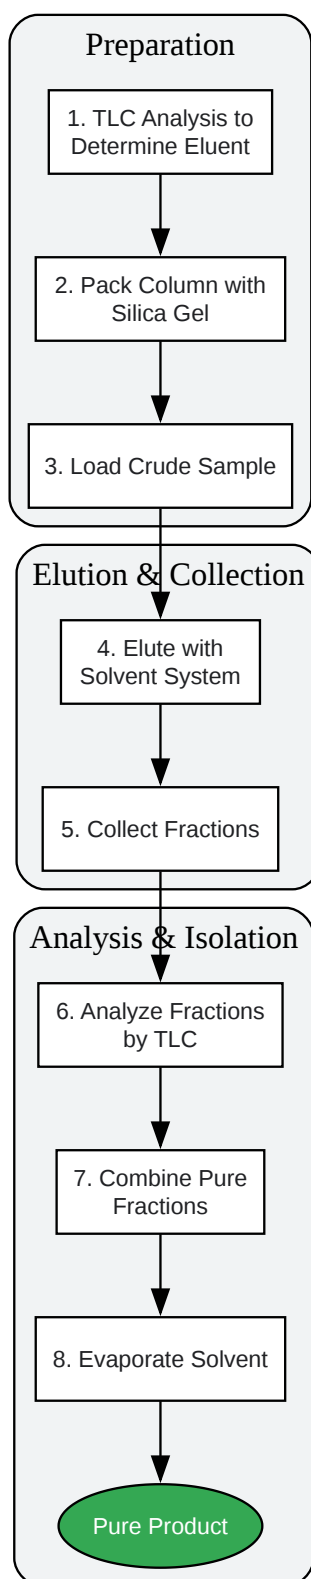 Preparation
1. TLC Analysis to
Determine Eluent
2. Pack Column with
Silica Gel
3. Load Crude Sample
Elution & Collection
4. Elute with
Solvent System
5. Collect Fractions
Analysis & Isolation
6. Analyze Fractions
by TLC
7. Combine Pure
Fractions
8. Evaporate Solvent
Pure Product